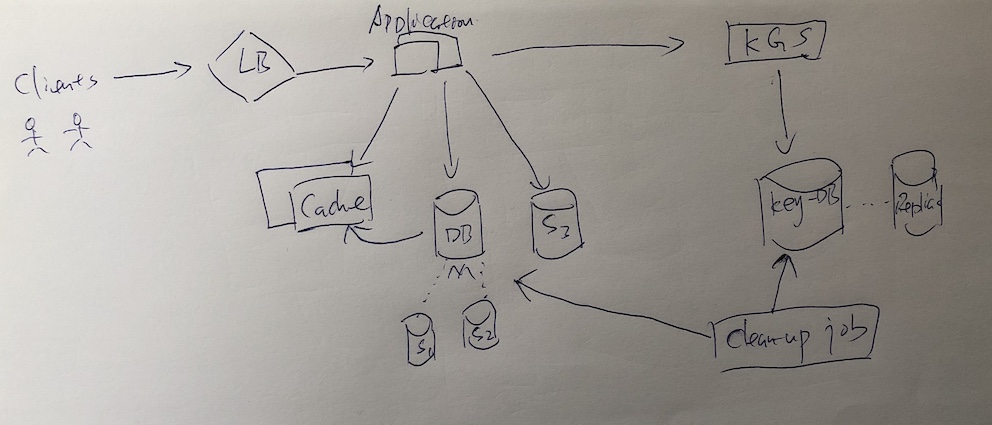 Application
Clients
LB
KGS
Cache
DB
S3
key-DB
Replica
M
S1
S2
clean-up job